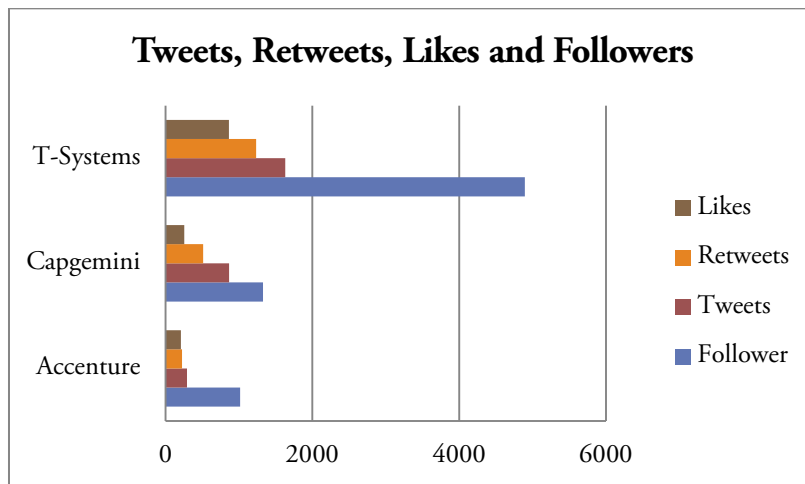 Tweets, Retweets, Likes and Followers
T-Systems
Capgemini
Accenture
0 2000 4000 6000
Likes
Retweets
Tweets
Follower